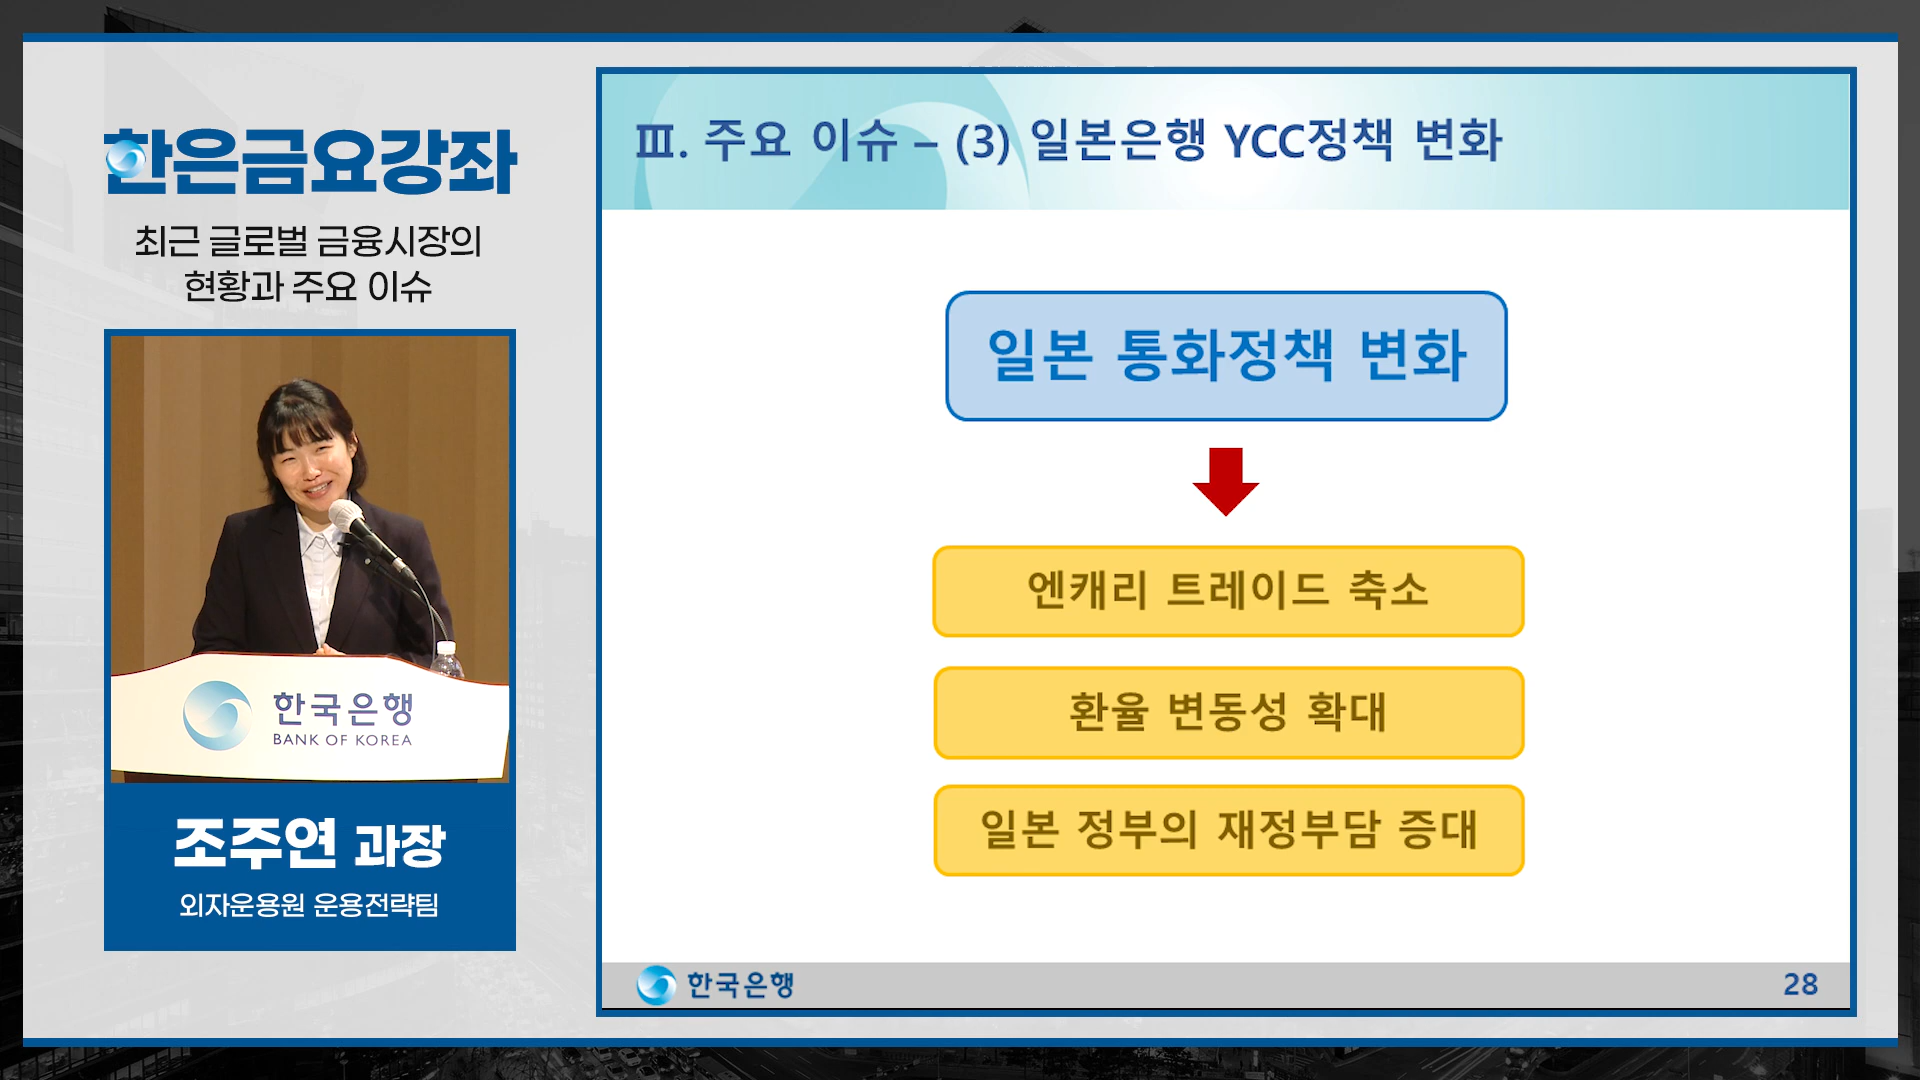 한은금요강좌
최근 글로벌 금융시장의
현황과 주요 이슈
한국은행
BANK OF KOREA
조주연 과장
외자운용원 운용전략팀
Ⅲ. 주요 이슈 – (3) 일본은행 YCC정책 변화
일본 통화정책 변화
엔캐리 트레이드 축소
환율 변동성 확대
일본 정부의 재정부담 증대
한국은행
28